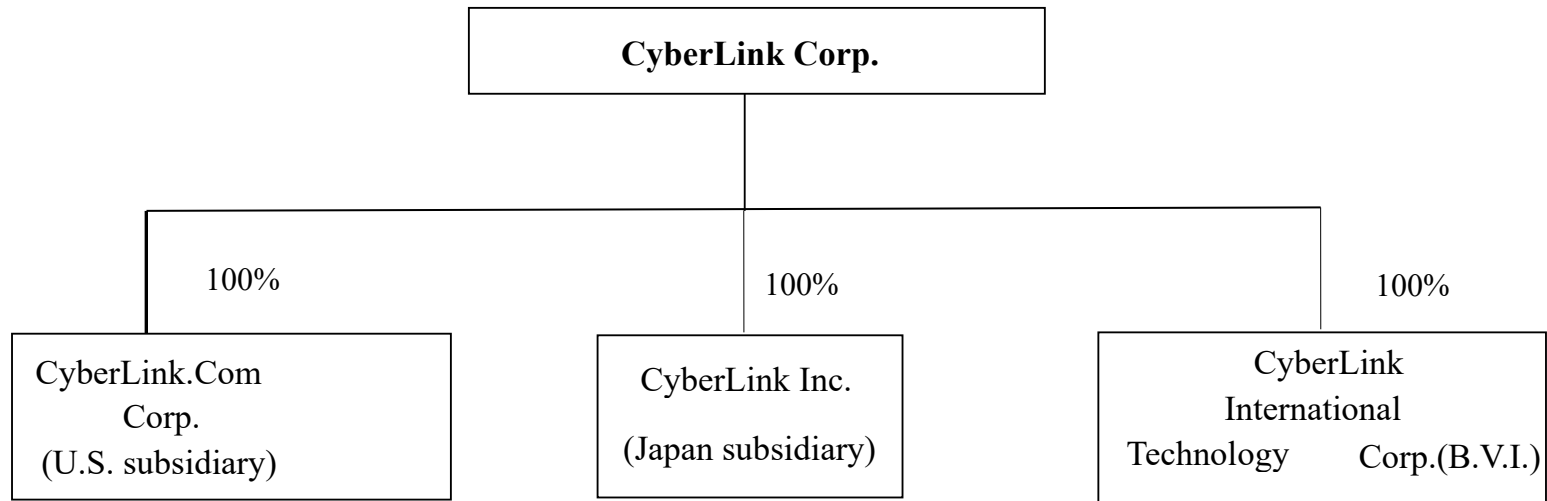 CyberLink Corp.
100%
100%
100%
CyberLink.Com
Corp.
(U.S. subsidiary)
CyberLink Inc.
(Japan subsidiary)
CyberLink
International
Technology Corp.(B.V.I.)